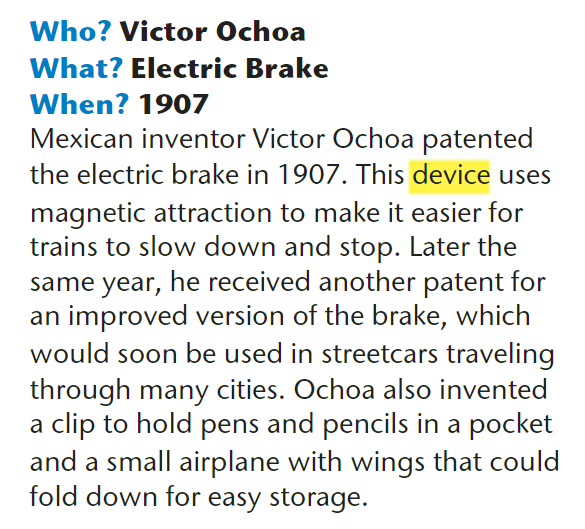 Who? Victor Ochoa
What? Electric Brake
When? 1907
Mexican inventor Victor Ochoa patented
the electric brake in 1907. This device uses
magnetic attraction to make it easier for
trains to slow down and stop. Later the
same year, he received another patent for
an improved version of the brake, which
would soon be used in streetcars traveling
through many cities. Ochoa also invented
a clip to hold pens and pencils in a pocket
and a small airplane with wings that could
fold down for easy storage.